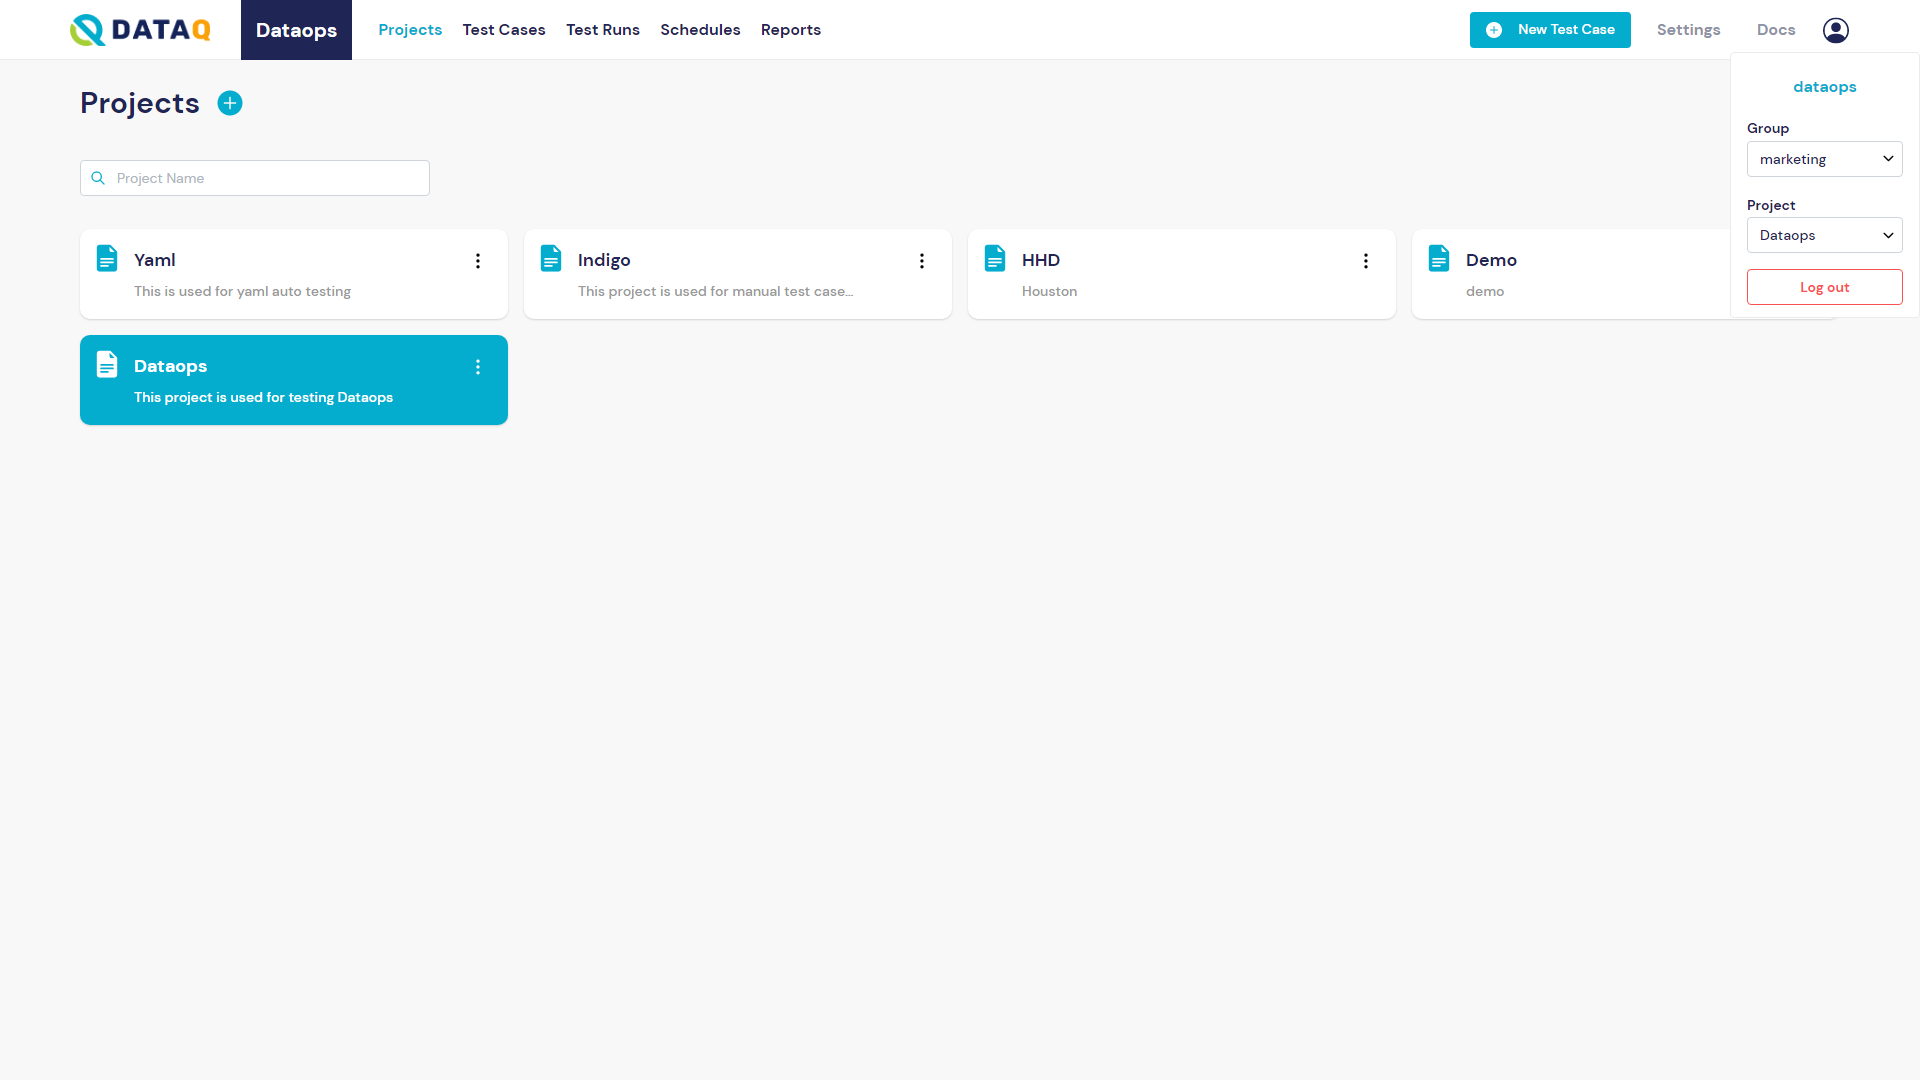 DATAQ
Dataops
Projects
Test Cases
Test Runs
Schedules
Reports
New Test Case
Settings
Docs
Projects
Project Name
Yaml
This is used for yaml auto testing
Indigo
This project is used for manual test case...
HHD
Houston
Demo
demo
Dataops
This project is used for testing Dataops
dataops
Group
marketing
Project
Dataops
Log out